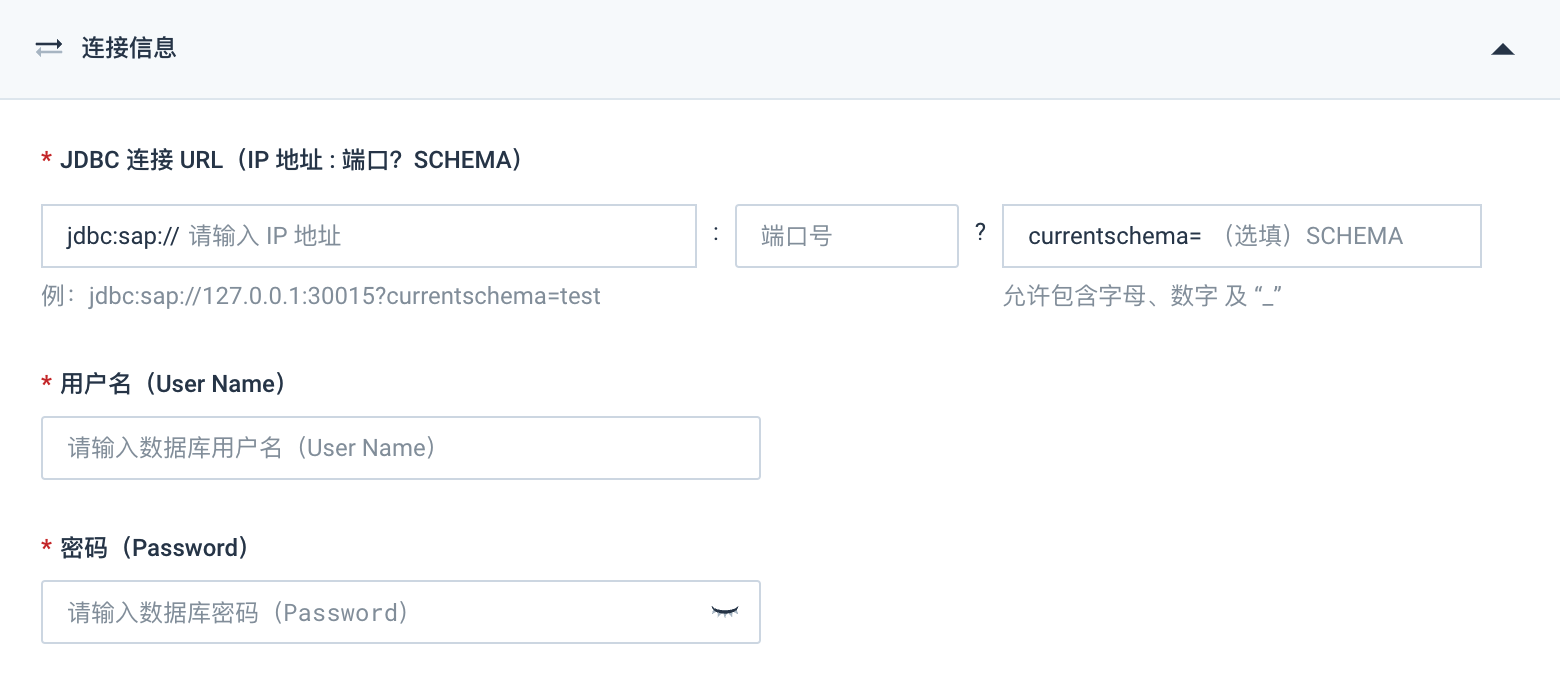 连接信息
* JDBC 连接 URL（IP 地址 : 端口？SCHEMA）
jdbc:sap:// 请输入 IP 地址 : 端口号 ? currentschema= （选填）SCHEMA
例：jdbc:sap://127.0.0.1:30015?currentschema=test 允许包含字母、数字 及 “_”
* 用户名（User Name）
请输入数据库用户名（User Name）
* 密码（Password）
请输入数据库密码（Password）